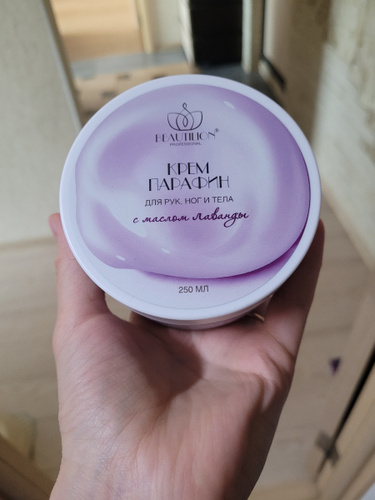 BEAUTILION®
PROFESSIONAL
КРЕМ
ПАРАФИН
ДЛЯ РУК, НОГ И ТЕЛА
с маслом лаванды
250 МЛ